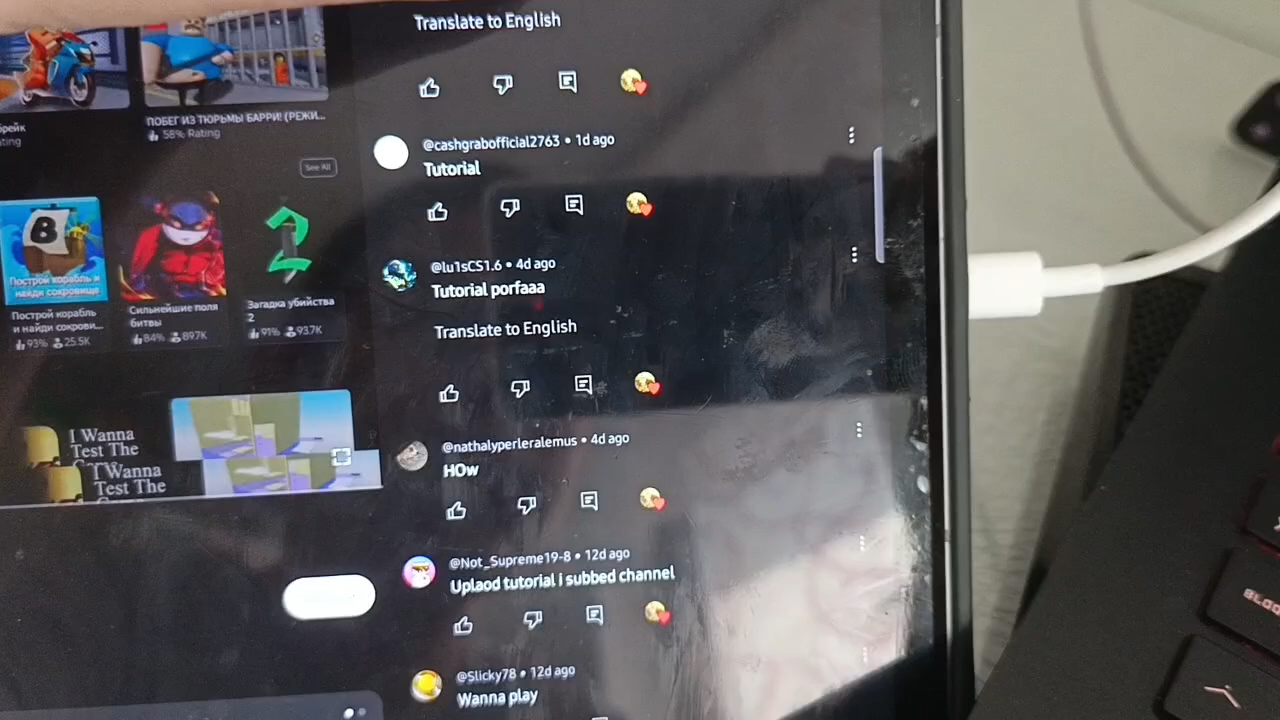 Translate to English
ПОБЕГ ИЗ ТЮРЬМЫ БАРРИ! (РЕЖИ...
58% Rating
See All
B
Построй корабль и
найди сокровище
Построй корабль
и найди сокрови...
93% 25.5K
Сильнейшие поля
битвы
84% 897K
2
Загадка убийства
2
91% 93.7K
I Wanna
Test The
I Wanna
Test The
@cashgrabofficial2763 • 1d ago
Tutorial
@lu1sCS1.6 • 4d ago
Tutorial porfaaa
Translate to English
@nathalyperleralemus • 4d ago
HOw
@Not_Supreme19-8 • 12d ago
Uplaod tutorial i subbed channel
@Slicky78 • 12d ago
Wanna play